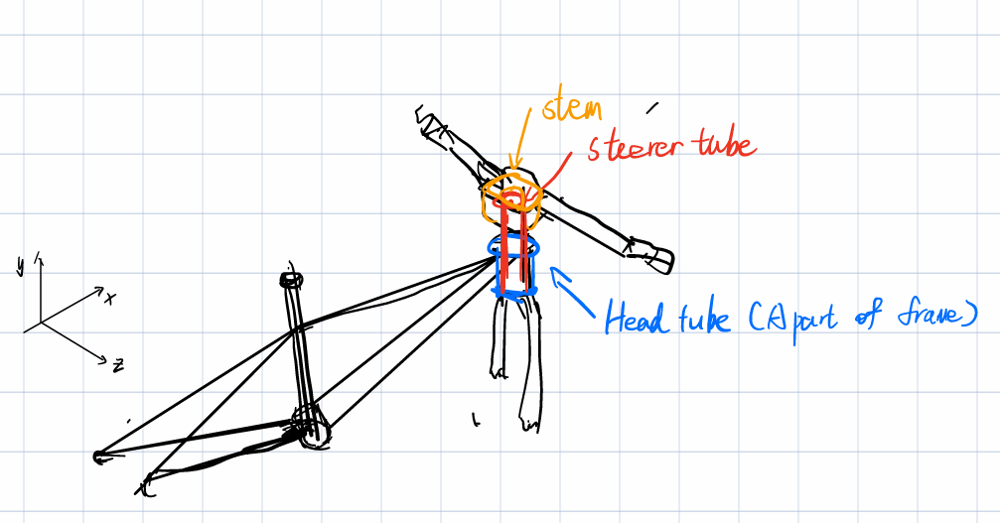 stem
steerer tube
y
x
z
Head tube (A part of frame)